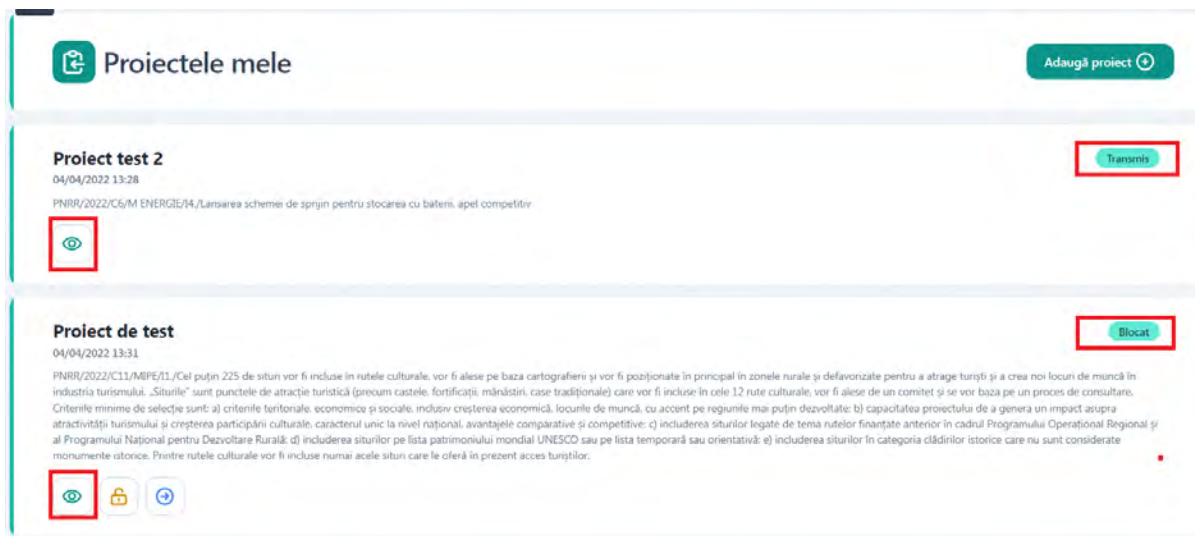 Proiectele mele
Adaugă proiect
Proiect test 2
Transmis
04/04/2022 13:28
PNRR/2022/C6/M ENERGIE/I4./Lansarea schemei de sprijin pentru stocarea cu baterii, apel competitiv
Proiect de test
Blocat
04/04/2022 13:31
PNRR/2022/C11/MIPE/I1./Cel puțin 225 de situri vor fi incluse în rutele culturale, vor fi alese pe baza cartografierii și vor fi poziționate în principal în zonele rurale și defavorizate pentru a atrage turiști și a crea noi locuri de muncă în
industria turismului. „Siturile” sunt punctele de atracție turistică (precum castele, fortificații, mănăstiri, case tradiționale) care vor fi incluse în cele 12 rute culturale, vor fi alese de un comitet și se vor baza pe un proces de consultare.
Criteriile minime de selecție sunt: a) criteriile teritoriale, economice și sociale, inclusiv creșterea economică, locurile de muncă, cu accent pe regiunile mai puțin dezvoltate; b) capacitatea proiectului de a genera un impact asupra
atractivității turismului și creșterea participării culturale, caracterul unic la nivel național, avantajele comparative și competitive; c) includerea siturilor legate de tema rutelor finanțate anterior în cadrul Programului Operațional Regional și
al Programului Național pentru Dezvoltare Rurală; d) includerea siturilor pe lista patrimoniului mondial UNESCO sau pe lista temporară sau orientativă; e) includerea siturilor în categoria clădirilor istorice care nu sunt considerate
monumente istorice. Printre rutele culturale vor fi incluse numai acele situri care le oferă în prezent acces turiștilor.